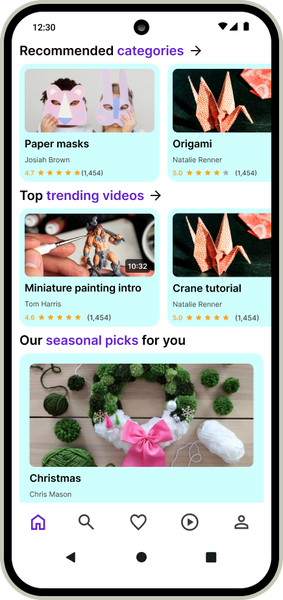 12:30
Recommended categories →
Paper masks
Josiah Brown
4.7 ★★★★★ (1,454)
Origami
Natalie Renner
5.0 ★★★★★ (1,454)
Top trending videos →
10:32
Miniature painting intro
Tom Harris
4.6 ★★★★★ (1,454)
Crane tutorial
Natalie Renner
5.0 ★★★★★ (1,454)
Our seasonal picks for you
Christmas
Chris Mason